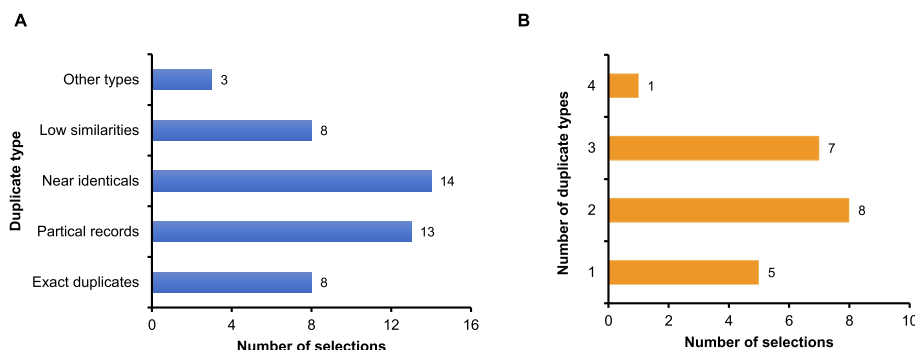 A
Duplicate type
Other types
3
Low similarities
8
Near identicals
14
Partical records
13
Exact duplicates
8
0 4 8 12 16
Number of selections
B
Number of duplicate types
4
1
3
7
2
8
1
5
0 2 4 6 8 10
Number of selections